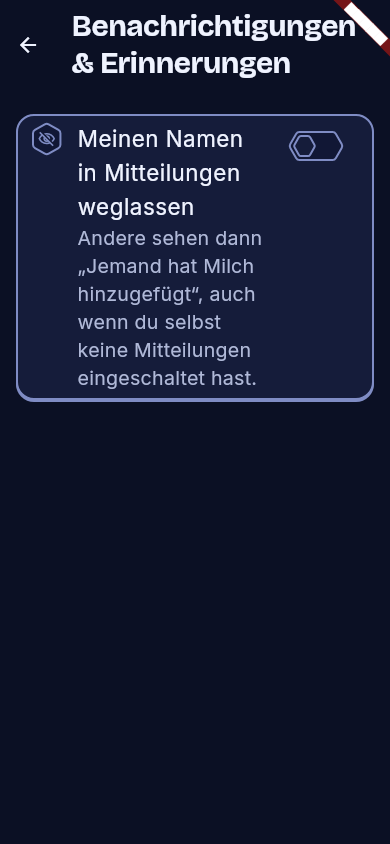 Benachrichtigungen
& Erinnerungen
Meinen Namen
in Mitteilungen
weglassen
Andere sehen dann
„Jemand hat Milch
hinzugefügt“, auch
wenn du selbst
keine Mitteilungen
eingeschaltet hast.